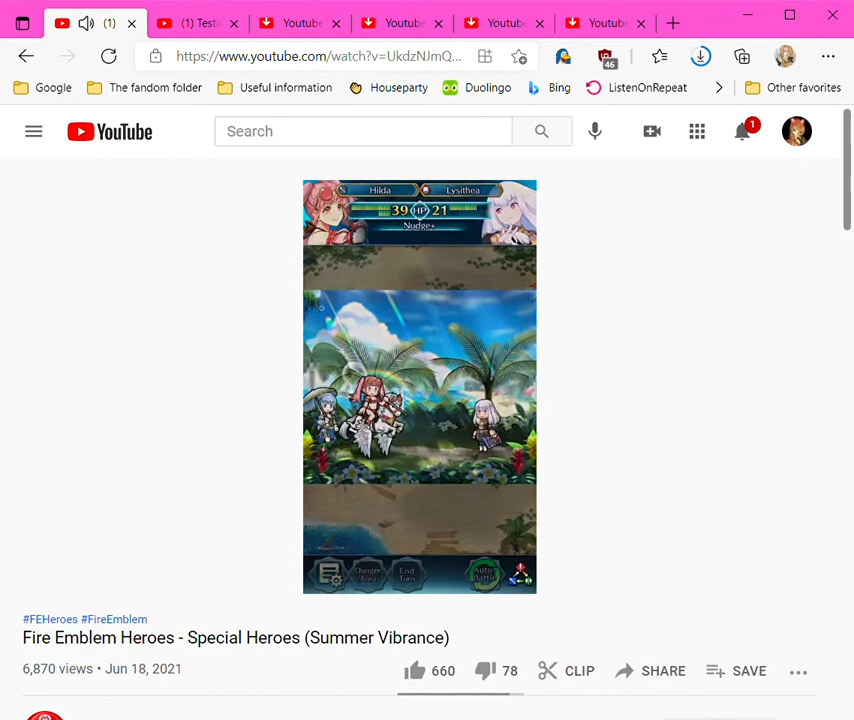 (1)
(1) Testi
Youtube
Youtube
Youtube
Youtube
https://www.youtube.com/watch?v=UkdzNJmQ...
46
Google
The fandom folder
Useful information
Houseparty
Duolingo
Bing
ListenOnRepeat
Other favorites
YouTube
Search
1
Hilda
Lysithea
39 HP 21
Nudge+
Danger Area
End Turn
Auto Battle
#FEHeroes #FireEmblem
Fire Emblem Heroes - Special Heroes (Summer Vibrance)
6,870 views • Jun 18, 2021
660
78
CLIP
SHARE
SAVE